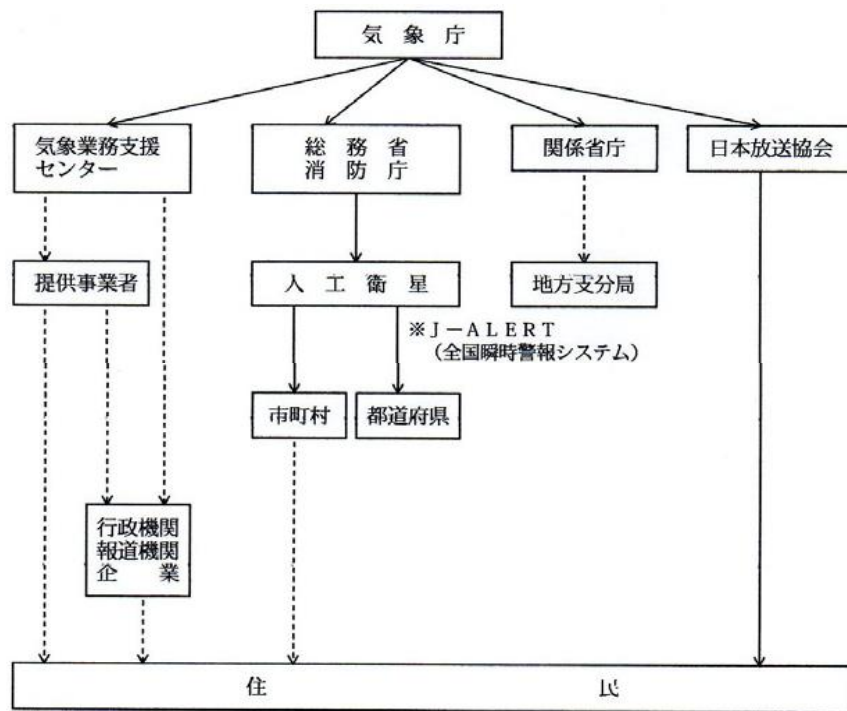 気象庁
気象業務支援
センター
総務省
消防庁
関係省庁
日本放送協会
提供事業者
人工衛星
地方支分局
※J-ALERT
(全国瞬時警報システム)
市町村
都道府県
行政機関
報道機関
企業
住民